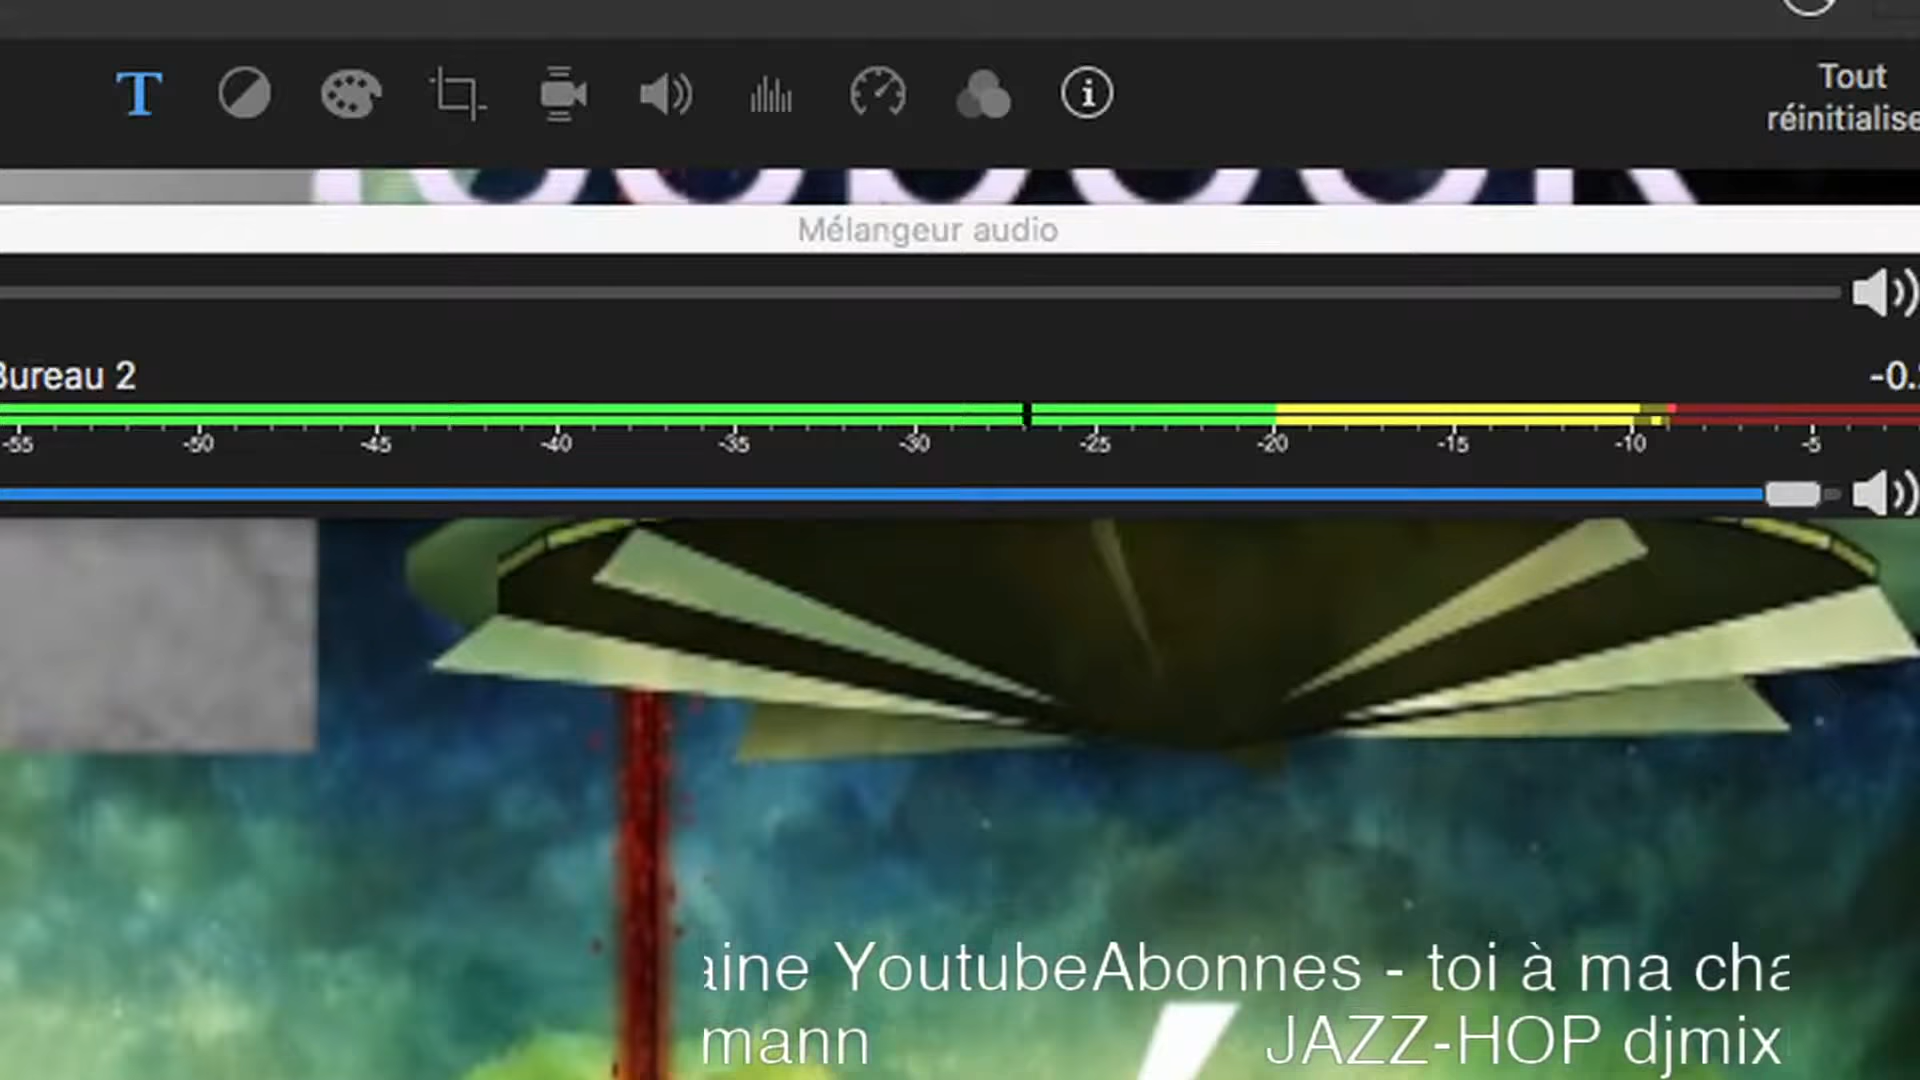 T
Tout
réinitialise
Mélangeur audio
Bureau 2
-0.
-55 -50 -45 -40 -35 -30 -25 -20 -15 -10 -5
aine YoutubeAbonnes - toi à ma cha
mann JAZZ-HOP djmix